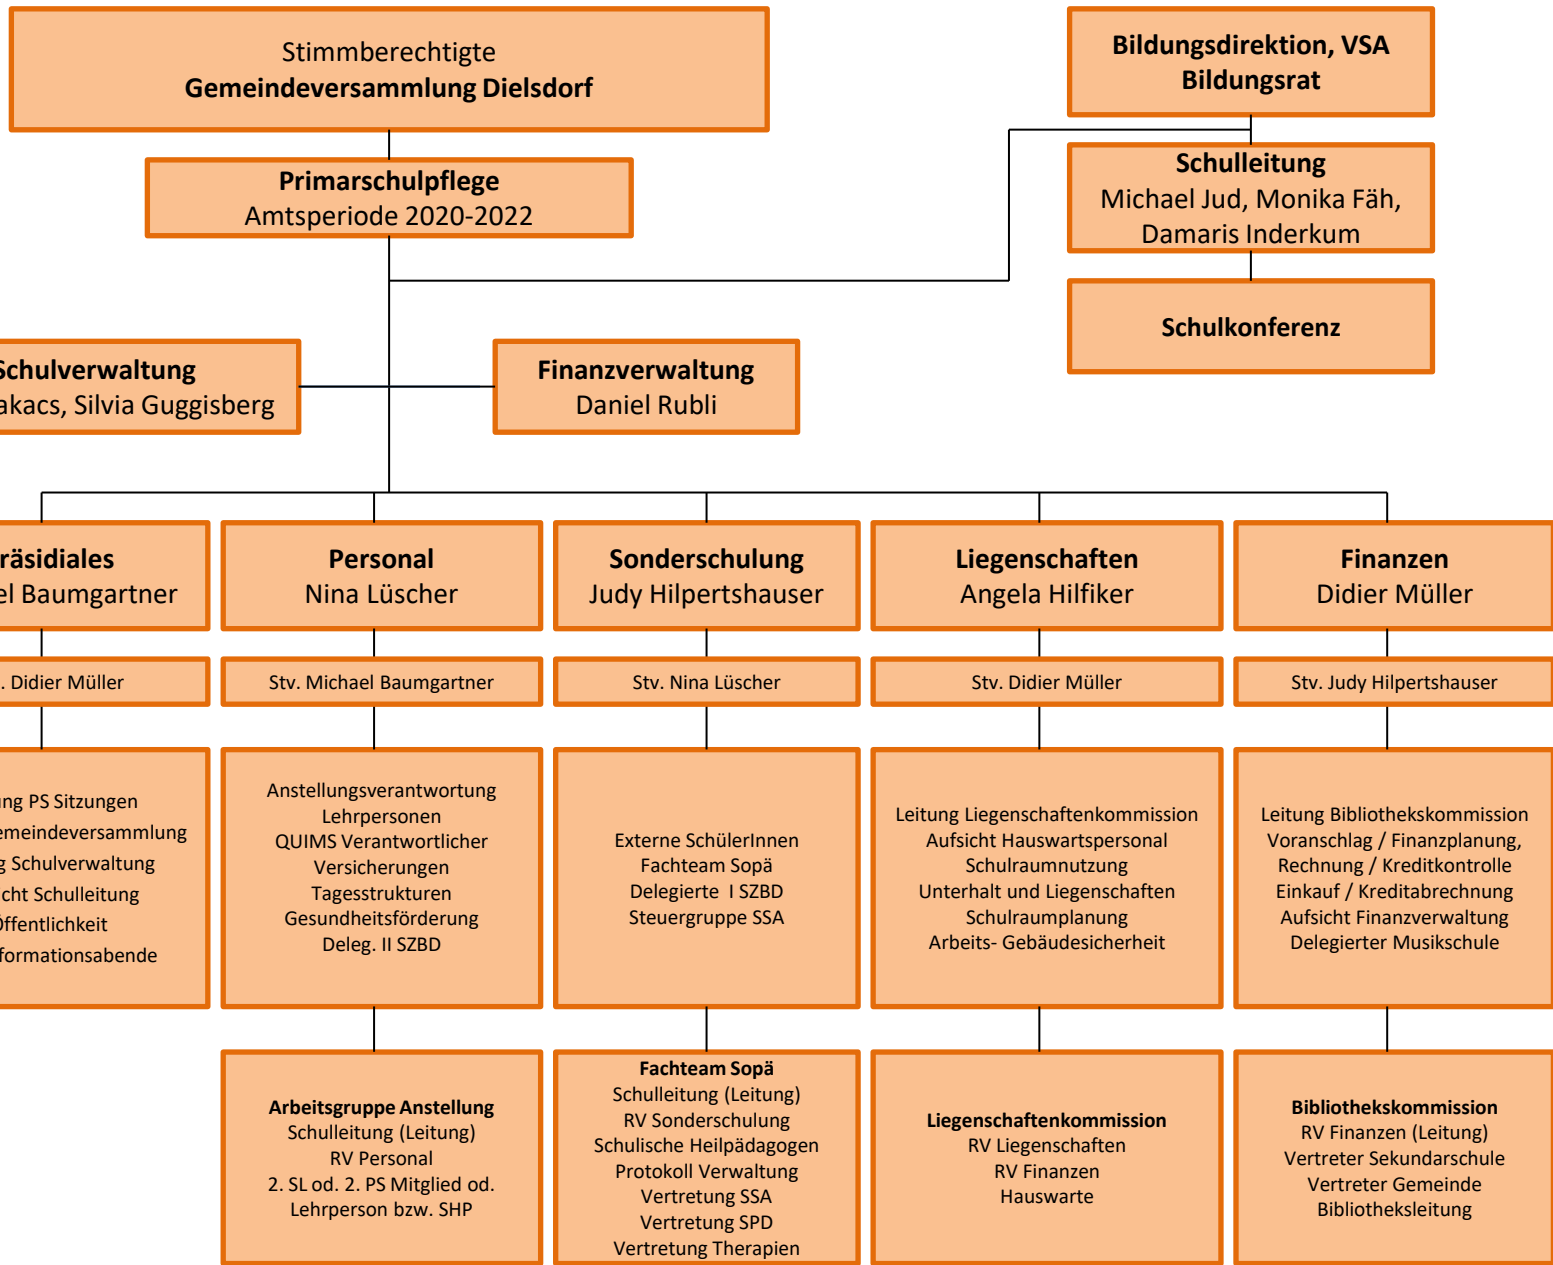 Stimmberechtigte
Gemeindeversammlung Dielsdorf
Bildungsdirektion, VSA
Bildungsrat
Primarschulpflege
Amtsperiode 2020-2022
Schulleitung
Michael Jud, Monika Fäh,
Damaris Inderkum
Schulkonferenz
Schulverwaltung
Silvia Guggisberg
Finanzverwaltung
Daniel Rubli
Baumgartner
Personal
Nina Lüscher
Sonderschulung
Judy Hilpertshauser
Liegenschaften
Angela Hilfiker
Finanzen
Didier Müller
. Didier Müller
Stv. Michael Baumgartner
Stv. Nina Lüscher
Stv. Didier Müller
Stv. Judy Hilpertshauser
PS Sitzungen
Schulverwaltung
Schulleitung
Öffentlichkeit
Anstellungsverantwortung
Lehrpersonen
QUIMS Verantwortlicher
Versicherungen
Tagesstrukturen
Gesundheitsförderung
Deleg. II SZBD
Externe SchülerInnen
Fachteam Sopä
Delegierte I SZBD
Steuergruppe SSA
Leitung Liegenschaftenkommission
Aufsicht Hauswartspersonal
Schulraumnutzung
Unterhalt und Liegenschaften
Schulraumplanung
Arbeits- Gebäudesicherheit
Leitung Bibliothekskommission
Voranschlag / Finanzplanung,
Rechnung / Kreditkontrolle
Einkauf / Kreditabrechnung
Aufsicht Finanzverwaltung
Delegierter Musikschule
Arbeitsgruppe Anstellung
Schulleitung (Leitung)
RV Personal
2. SL od. 2. PS Mitglied od.
Lehrperson bzw. SHP
Fachteam Sopä
Schulleitung (Leitung)
RV Sonderschulung
Schulische Heilpädagogen
Protokoll Verwaltung
Vertretung SSA
Vertretung SPD
Vertretung Therapien
Liegenschaftenkommission
RV Liegenschaften
RV Finanzen
Hauswarte
Bibliothekskommission
RV Finanzen (Leitung)
Vertreter Sekundarschule
Vertreter Gemeinde
Bibliotheksleitung